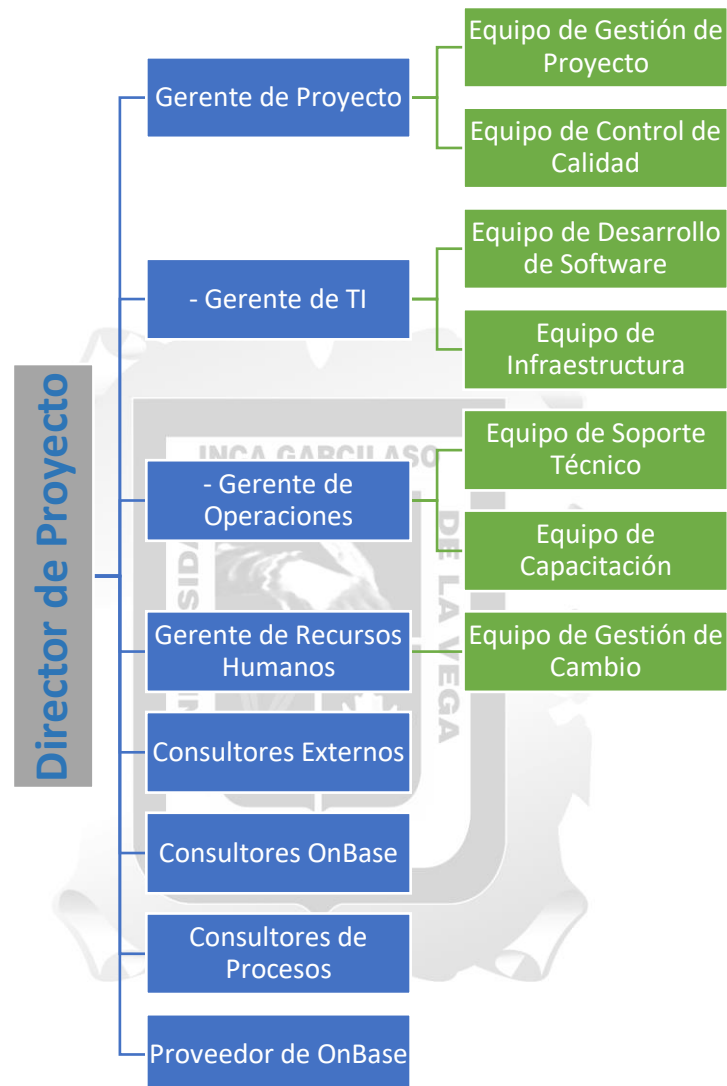 Director de Proyecto
Gerente de Proyecto
Equipo de Gestión de
Proyecto
Equipo de Control de
Calidad
- Gerente de TI
Equipo de Desarrollo
de Software
Equipo de
Infraestructura
- Gerente de
Operaciones
Equipo de Soporte
Técnico
Equipo de
Capacitación
Gerente de Recursos
Humanos
Equipo de Gestión de
Cambio
Consultores Externos
Consultores OnBase
Consultores de
Procesos
Proveedor de OnBase
INCA GARCILASO
DE LA VEGA